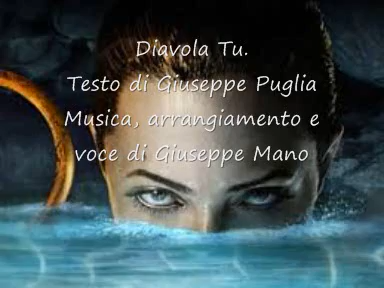 Diavola Tu.
Testo di Giuseppe Puglia
Musica, arrangiamento e
voce di Giuseppe Mano